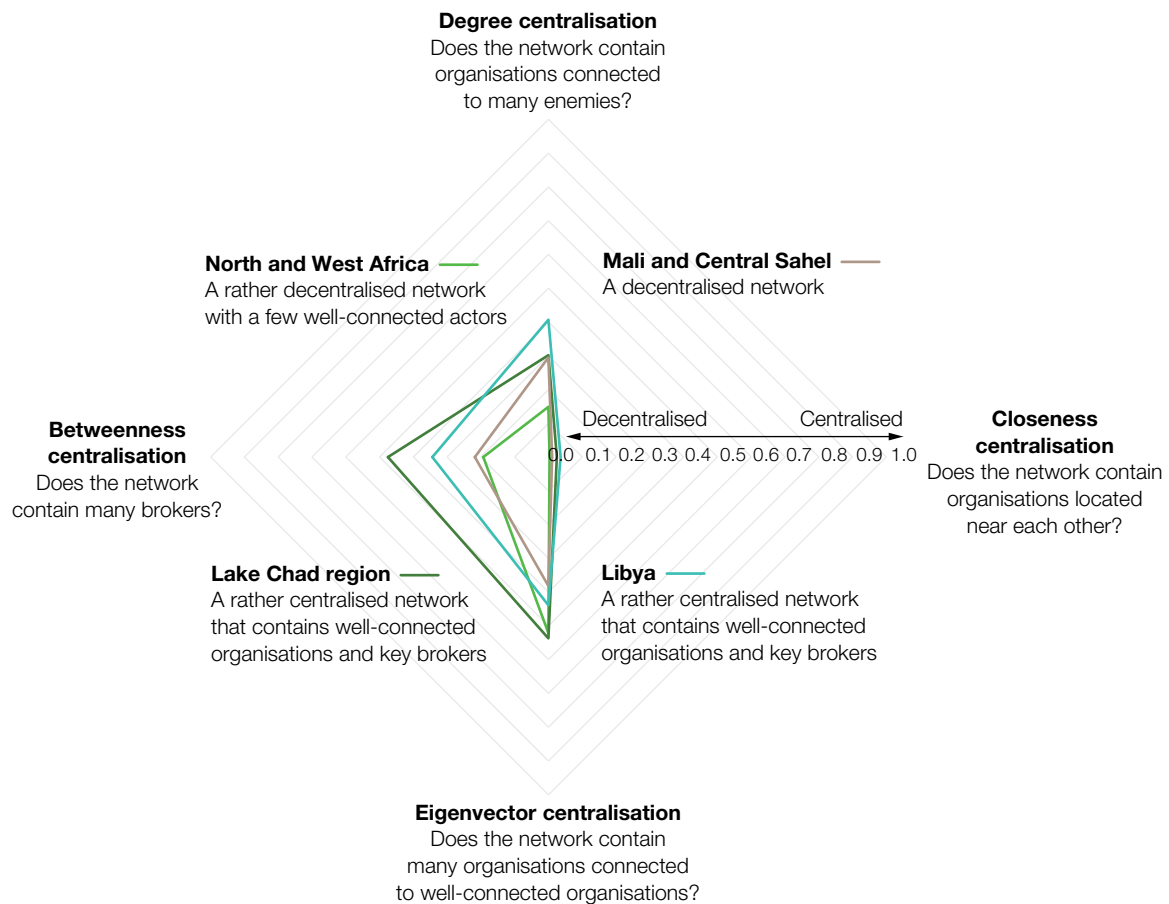 Degree centralisation
Does the network contain
organisations connected
to many enemies?
North and West Africa
A rather decentralised network
with a few well-connected actors
Mali and Central Sahel
A decentralised network
Betweenness
centralisation
Does the network
contain many brokers?
Decentralised Centralised
0.0 0.1 0.2 0.3 0.4 0.5 0.6 0.7 0.8 0.9 1.0
Closeness
centralisation
Does the network contain
organisations located
near each other?
Lake Chad region
A rather centralised network
that contains well-connected
organisations and key brokers
Libya
A rather centralised network
that contains well-connected
organisations and key brokers
Eigenvector centralisation
Does the network contain
many organisations connected
to well-connected organisations?